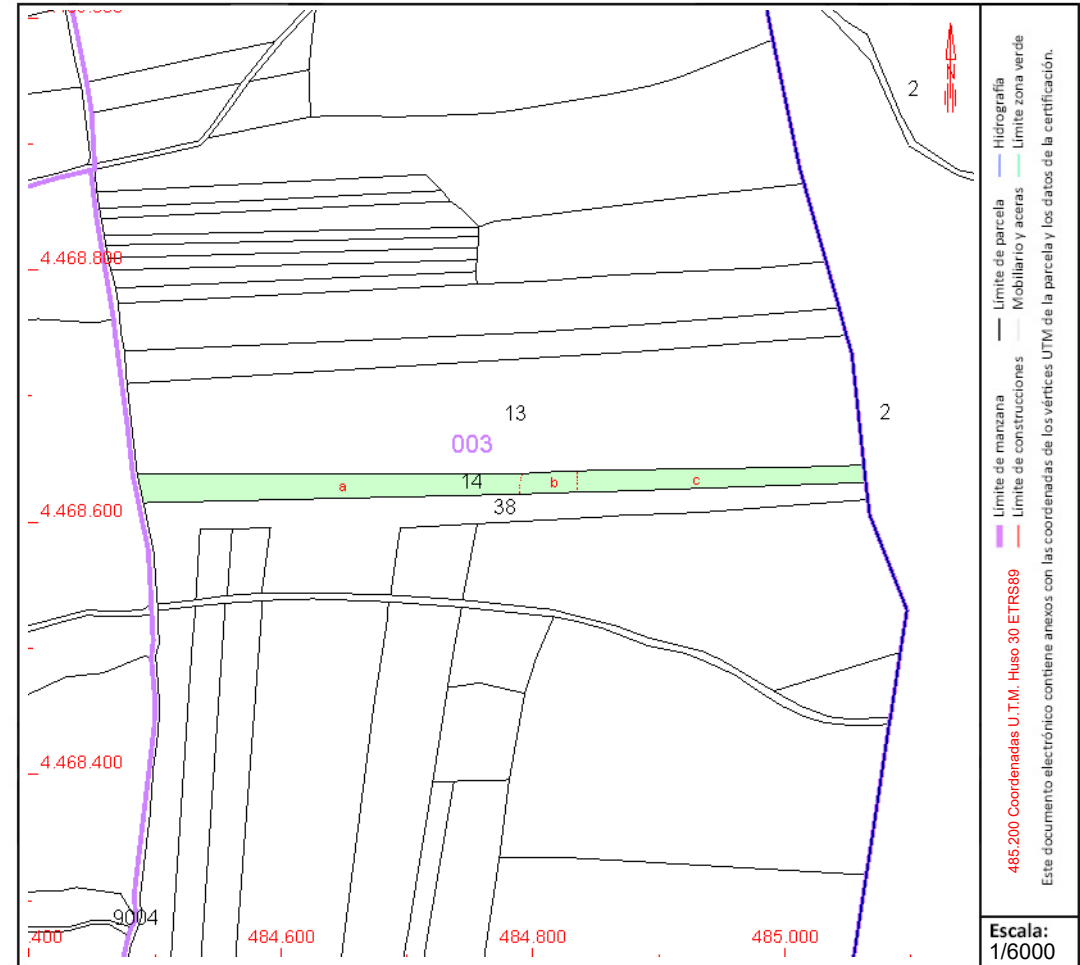 2
N
4.468.800
13
2
003
a
14
b
c
38
4.468.600
4.468.400
9004
.400
484.600
484.800
485.000
Límite de manzana
Límite de parcela
Hidrografía
Límite de construcciones
Mobiliario y aceras
Límite zona verde
485.200 Coordenadas U.T.M. Huso 30 ETRS89
Este documento electrónico contiene anexos con las coordenadas de los vértices UTM de la parcela y los datos de la certificación.
Escala:
1/6000